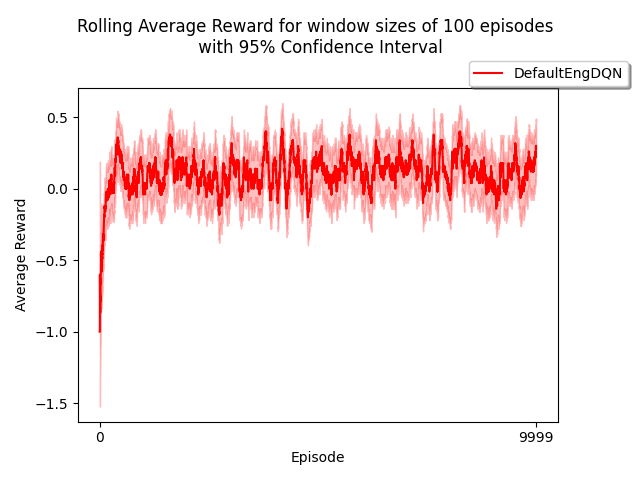 Rolling Average Reward for window sizes of 100 episodes
with 95% Confidence Interval
DefaultEngDQN
0.5
0.0
−0.5
−1.0
−1.5
Average Reward
0
9999
Episode